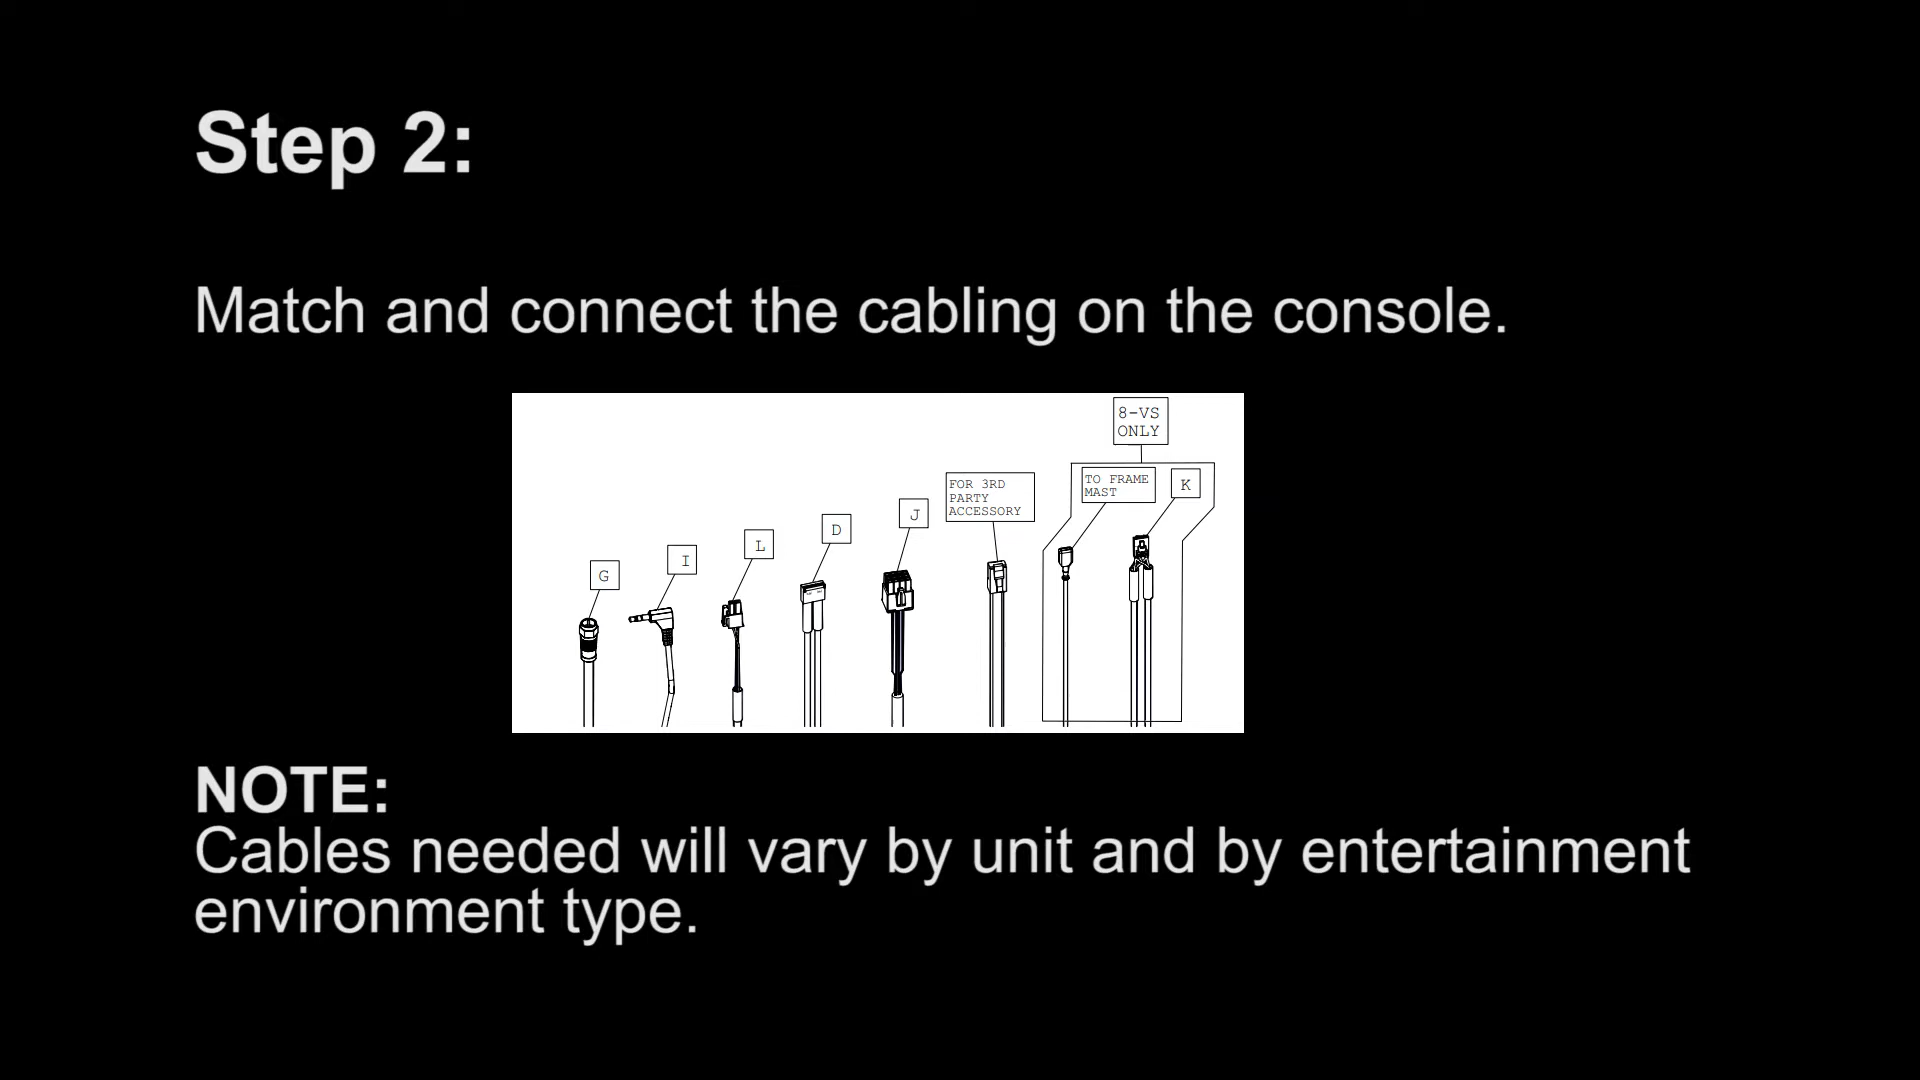 Step 2:
Match and connect the cabling on the console.
8-VS
ONLY
FOR 3RD
PARTY
ACCESSORY
TO FRAME
MAST
K
J
D
L
I
G
NOTE:
Cables needed will vary by unit and by entertainment
environment type.